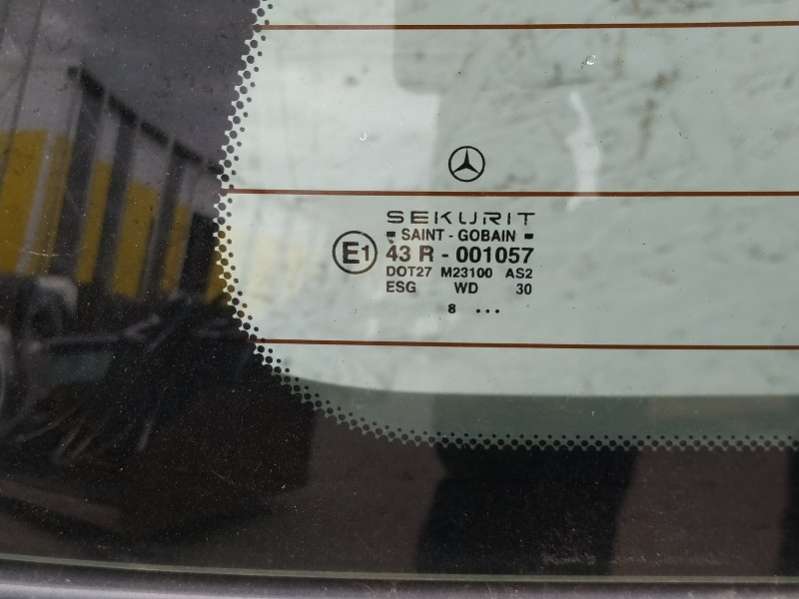 SEKURIT
SAINT - GOBAIN
E1 43 R - 001057
DOT27 M23100 AS2
ESG WD 30
8 ...